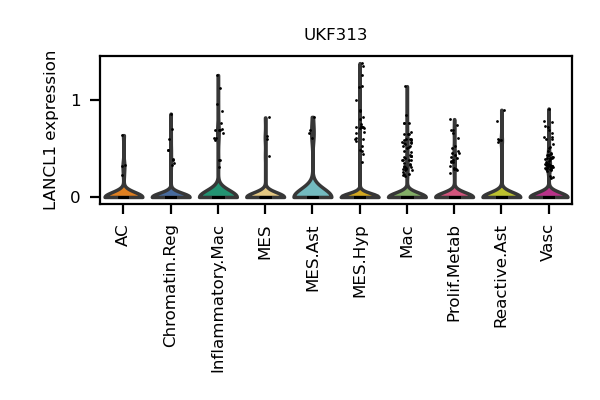 UKF313
LANCL1 expression
1
0
AC
Chromatin.Reg
Inflammatory.Mac
MES
MES.Ast
MES.Hyp
Mac
Prolif.Metab
Reactive.Ast
Vasc